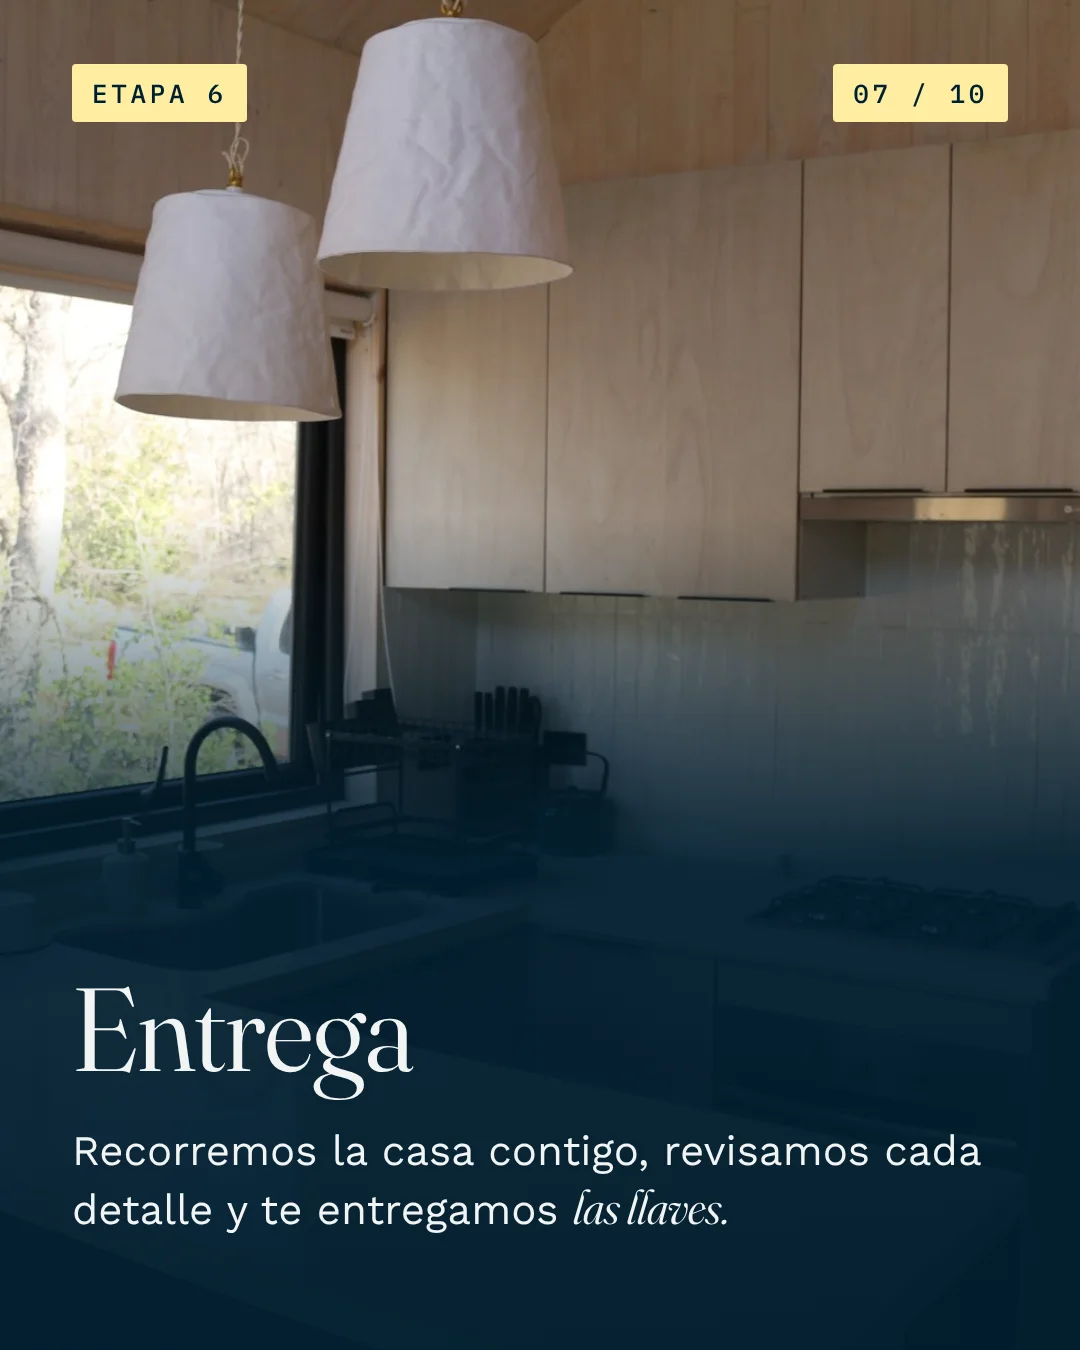 ETAPA 6
07 / 10
Entrega
Recorremos la casa contigo, revisamos cada
detalle y te entregamos las llaves.